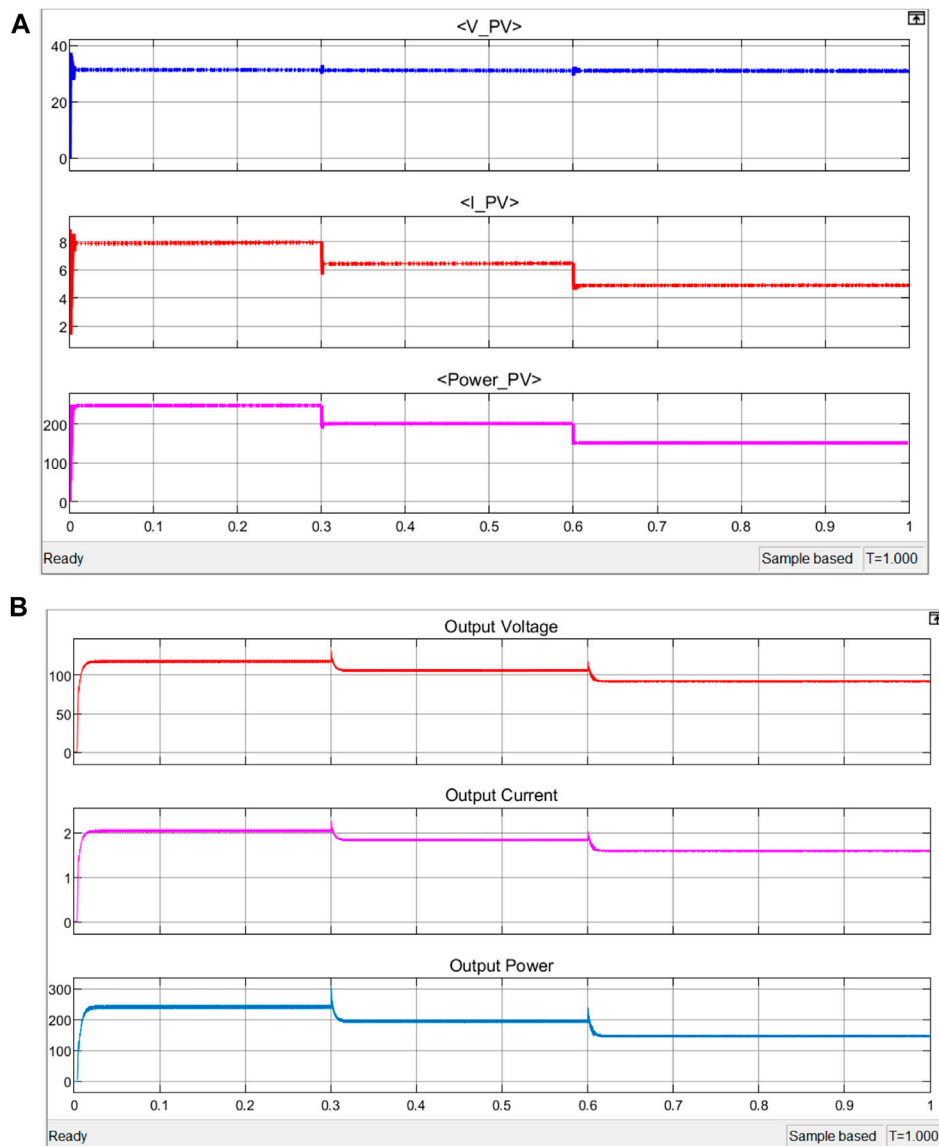 A
<V_PV>
40
20
0
<I_PV>
8
6
4
2
<Power_PV>
200
100
0
0 0.1 0.2 0.3 0.4 0.5 0.6 0.7 0.8 0.9 1
Ready Sample based T=1.000
B
Output Voltage
100
50
0
Output Current
2
1
0
Output Power
300
200
100
0
0 0.1 0.2 0.3 0.4 0.5 0.6 0.7 0.8 0.9 1
Ready Sample based T=1.000